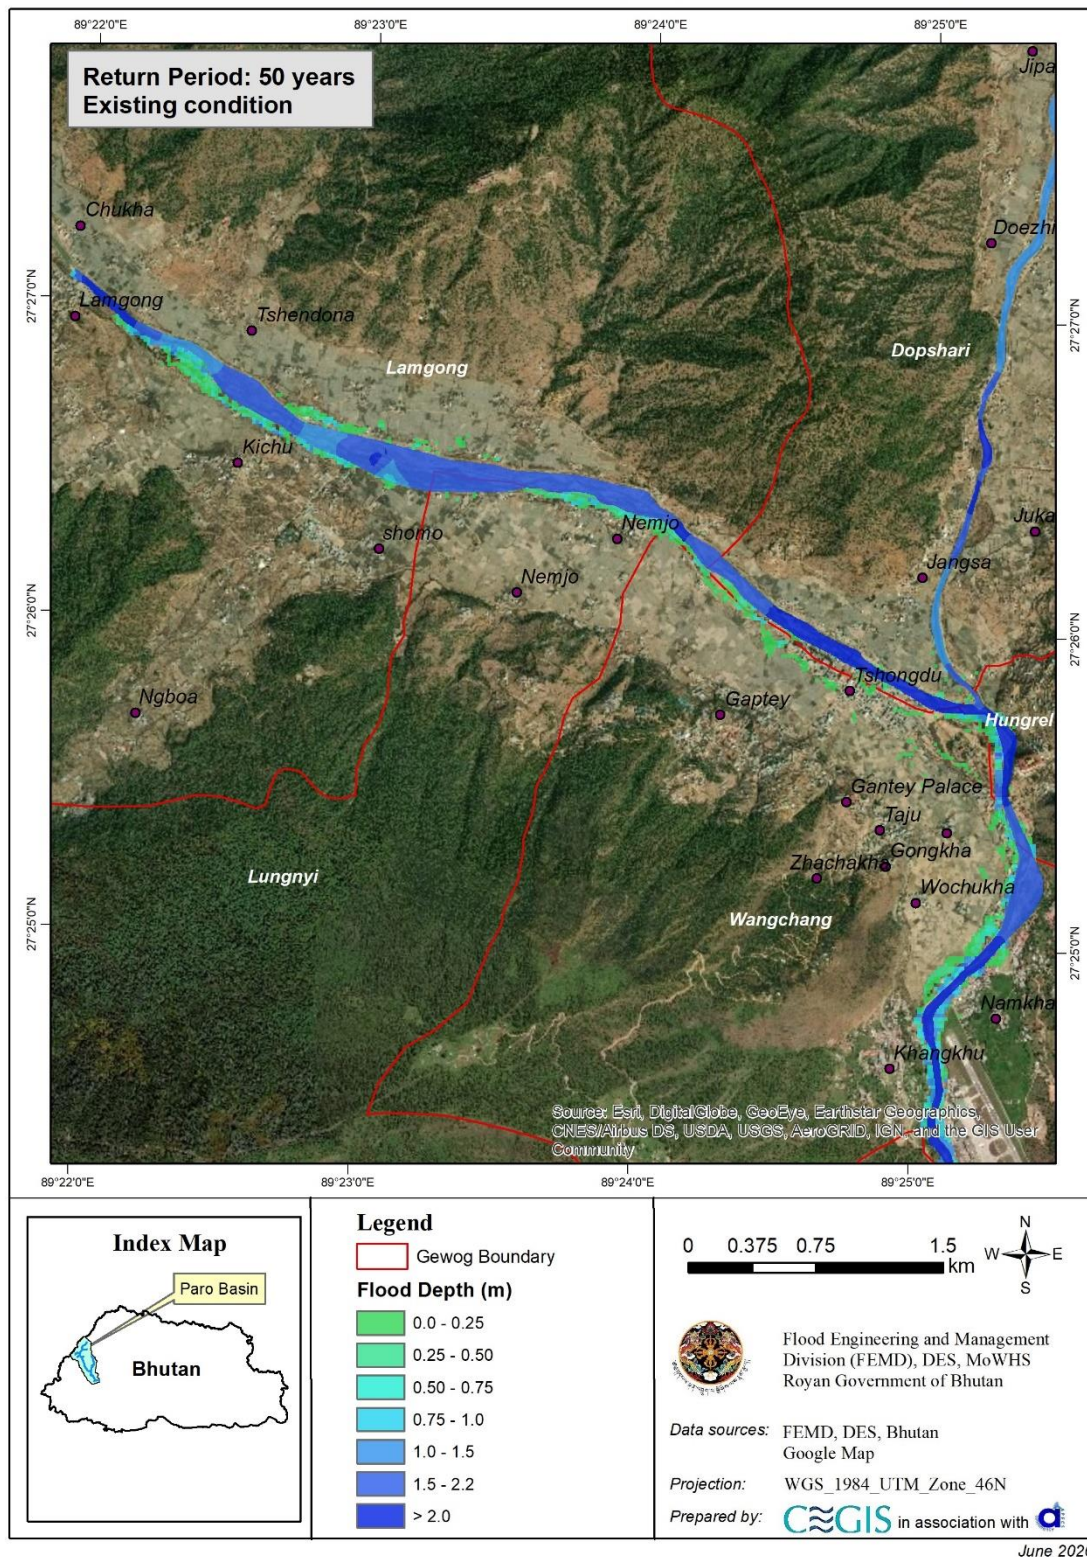 89°22'0"E
89°23'0"E
89°24'0"E
89°25'0"E
Return Period: 50 years
Existing condition
Jipa
Chukha
Doezhi
27°27'0"N
27°27'0"N
Lamgong
Tshendona
Lamgong
Dopshari
Kichu
Nemjo
Juka
shomo
Jangsa
Nemjo
27°26'0"N
27°26'0"N
Tshongdu
Ngboa
Gaptey
Hungrel
Gantey Palace
Taju
Gongkha
Zhachakha
Lungnyi
Wochukha
Wangchang
27°25'0"N
27°25'0"N
Namkha
Khangkhu
Source: Esri, DigitalGlobe, GeoEye, Earthstar Geographics,
CNES/Airbus DS, USDA, USGS, AeroGRID, IGN, and the GIS User
Community
89°22'0"E
89°23'0"E
89°24'0"E
89°25'0"E
Index Map
Paro Basin
Bhutan
Legend
Gewog Boundary
Flood Depth (m)
0.0 - 0.25
0.25 - 0.50
0.50 - 0.75
0.75 - 1.0
1.0 - 1.5
1.5 - 2.2
> 2.0
0 0.375 0.75 1.5
km
N
W E
S
Flood Engineering and Management
Division (FEMD), DES, MoWHS
Royan Government of Bhutan
Data sources: FEMD, DES, Bhutan
Google Map
Projection: WGS_1984_UTM_Zone_46N
Prepared by: CEGIS in association with
June 2020